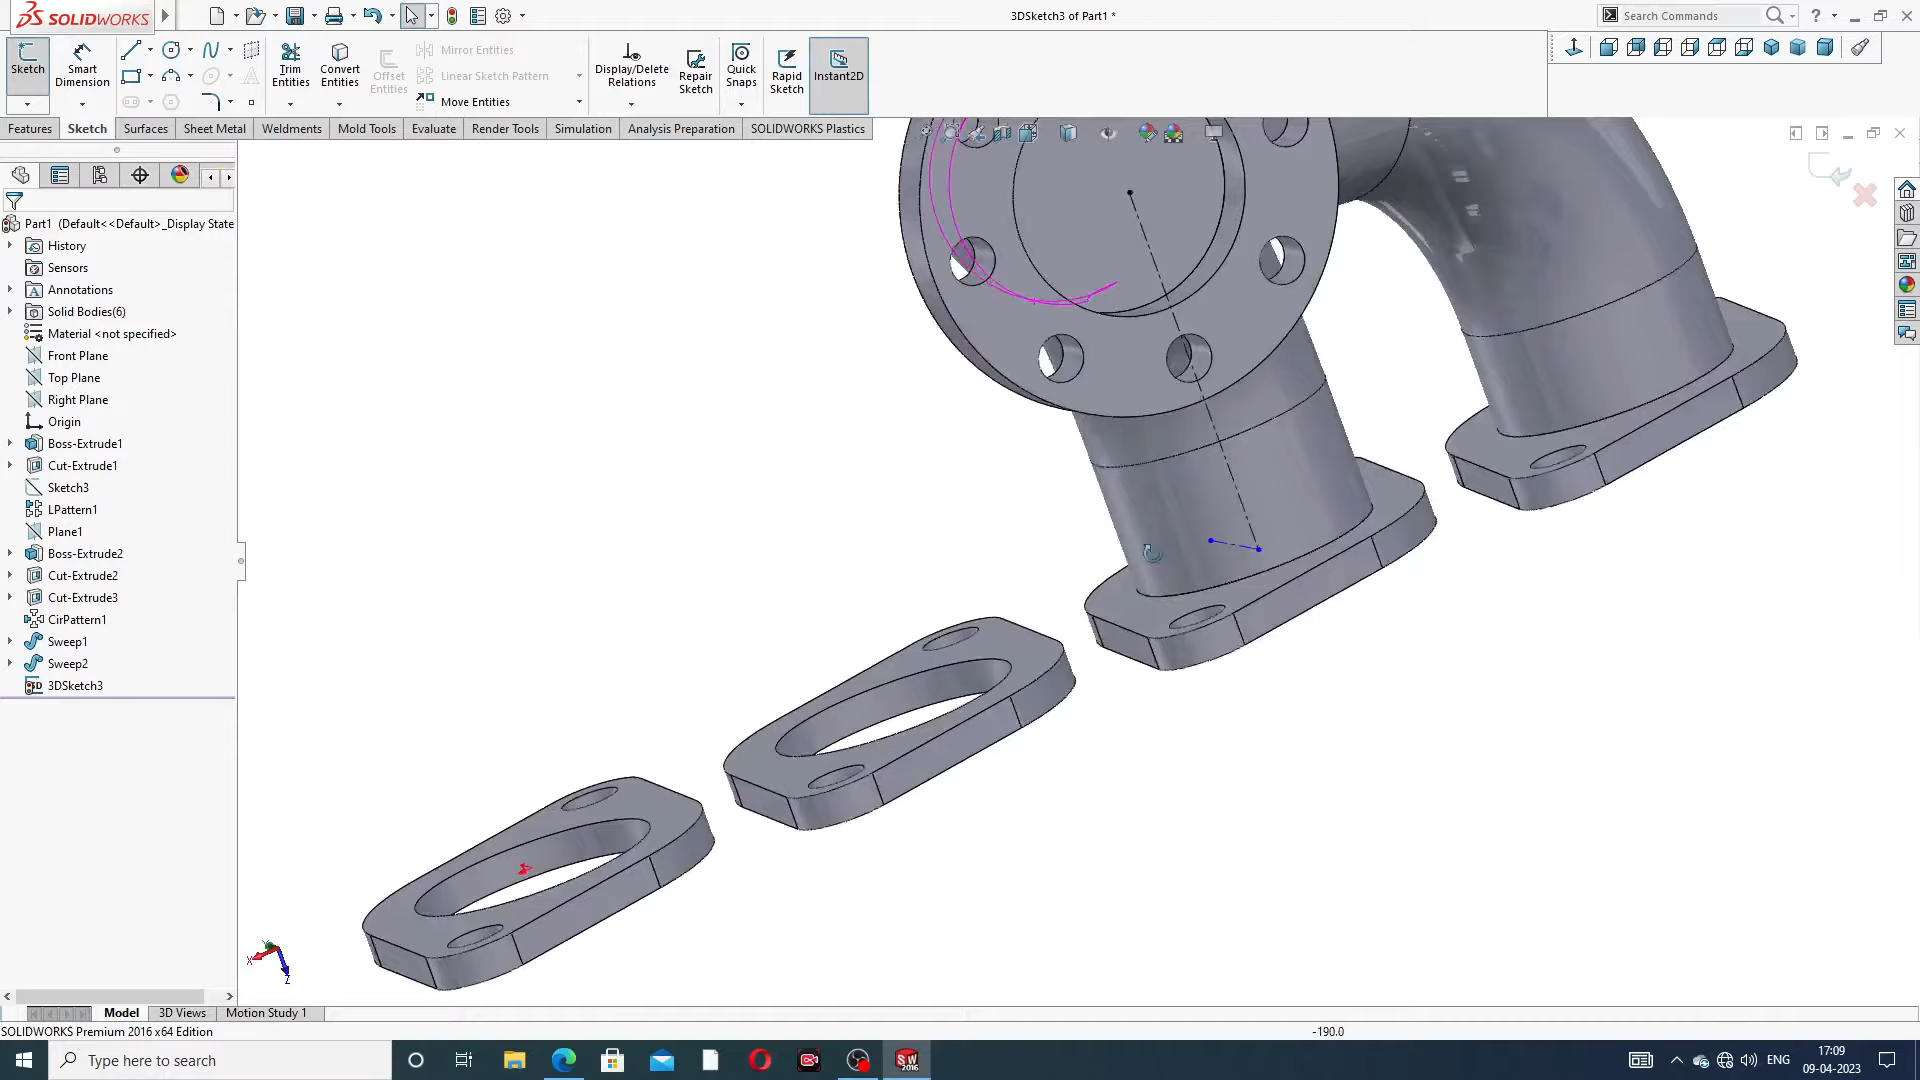 SOLIDWORKS
3DSketch3 of Part1 *
Search Commands
Sketch
Smart Dimension
Trim Entities
Convert Entities
Offset Entities
Mirror Entities
Linear Sketch Pattern
Move Entities
Display/Delete Relations
Repair Sketch
Quick Snaps
Rapid Sketch
Instant2D
Features
Sketch
Surfaces
Sheet Metal
Weldments
Mold Tools
Evaluate
Render Tools
Simulation
Analysis Preparation
SOLIDWORKS Plastics
Part1 (Default<<Default>_Display State
History
Sensors
Annotations
Solid Bodies(6)
Material <not specified>
Front Plane
Top Plane
Right Plane
Origin
Boss-Extrude1
Cut-Extrude1
Sketch3
LPattern1
Plane1
Boss-Extrude2
Cut-Extrude2
Cut-Extrude3
CirPattern1
Sweep1
Sweep2
3DSketch3
X
Y
Z
Model
3D Views
Motion Study 1
SOLIDWORKS Premium 2016 x64 Edition
-190.0
Type here to search
SW
2016
ENG
17:09
09-04-2023